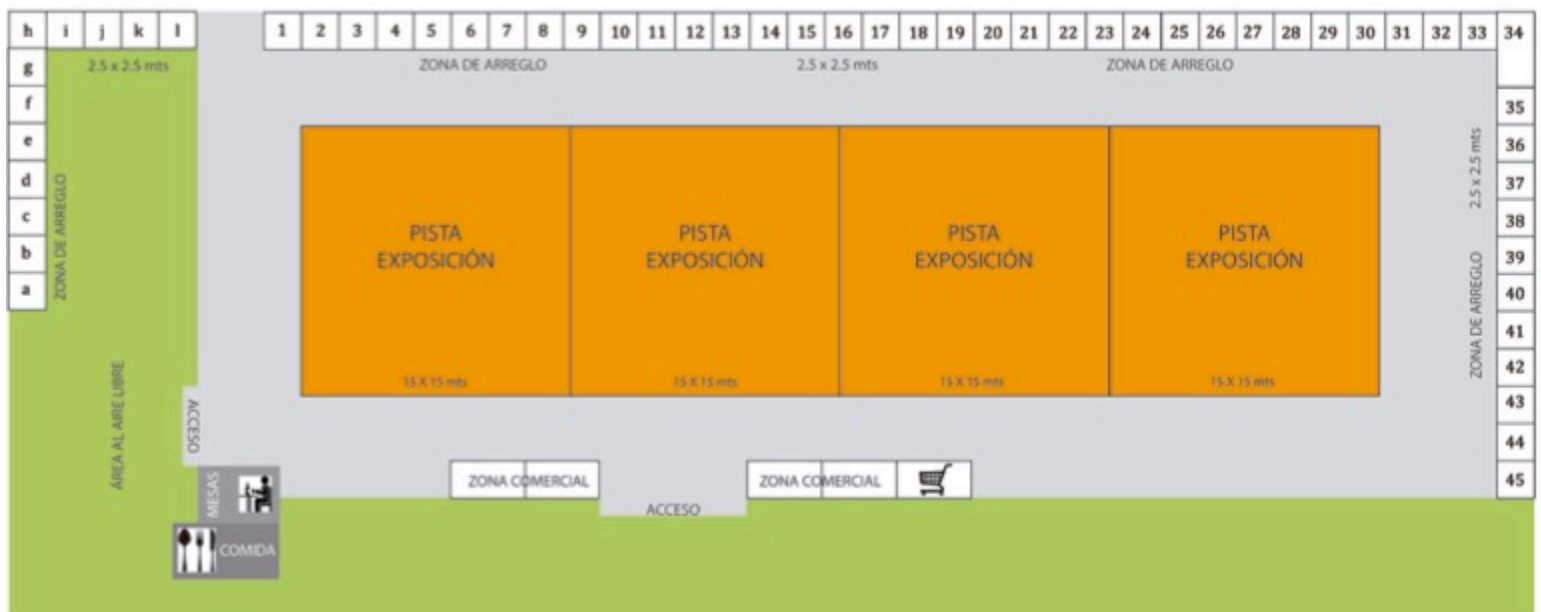 h i j k l 1 2 3 4 5 6 7 8 9 10 11 12 13 14 15 16 17 18 19 20 21 22 23 24 25 26 27 28 29 30 31 32 33 34
g
f
e
d
c
b
a
2.5 x 2.5 mts
ZONA DE ARREGLO
2.5 x 2.5 mts
ZONA DE ARREGLO
ZONA DE ARREGLO
ÁREA AL AIRE LIBRE
PISTA
EXPOSICIÓN
15 X 15 mts
PISTA
EXPOSICIÓN
15 X 15 mts
PISTA
EXPOSICIÓN
15 X 15 mts
PISTA
EXPOSICIÓN
15 X 15 mts
2.5 x 2.5 mts
ZONA DE ARREGLO
35
36
37
38
39
40
41
42
43
44
45
ACCESO
MESAS
COMIDA
ZONA COMERCIAL
ACCESO
ZONA COMERCIAL